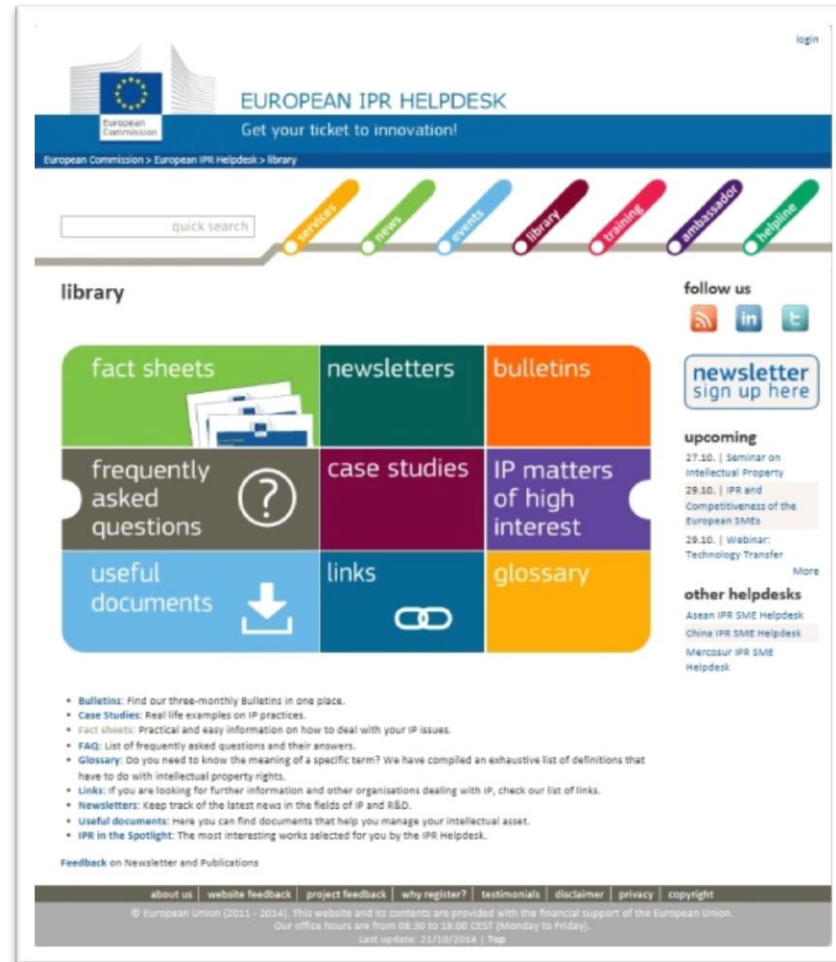 login
European
Commission
EUROPEAN IPR HELPDESK
Get your ticket to innovation!
European Commission > European IPR Helpdesk > library
quick search
services
news
events
library
training
ambassador
helpline
library
fact sheets
newsletters
bulletins
frequently
asked
questions
?
case studies
IP matters
of high
interest
useful
documents
links
glossary
• Bulletins: Find our three-monthly Bulletins in one place.
• Case Studies: Real life examples on IP practices.
• Fact sheets: Practical and easy information on how to deal with your IP issues.
• FAQ: List of frequently asked questions and their answers.
• Glossary: Do you need to know the meaning of a specific term? We have compiled an exhaustive list of definitions that
have to do with intellectual property rights.
• Links: If you are looking for further information and other organisations dealing with IP, check our list of links.
• Newsletters: Keep track of the latest news in the fields of IP and R&D.
• Useful documents: Here you can find documents that help you manage your intellectual asset.
• IPR in the Spotlight: The most interesting works selected for you by the IPR Helpdesk.
Feedback on Newsletter and Publications
follow us
in
t
newsletter
sign up here
upcoming
27.10. | Seminar on
Intellectual Property
29.10. | IPR and
Competitiveness of the
European SMEs
29.10. | Webinar:
Technology Transfer
More
other helpdesks
Asean IPR SME Helpdesk
China IPR SME Helpdesk
Mercosur IPR SME
Helpdesk
about us | website feedback | project feedback | why register? | testimonials | disclaimer | privacy | copyright
© European Union (2011 - 2014). This website and its contents are provided with the financial support of the European Union.
Our office hours are from 08:30 to 18:00 CEST (Monday to Friday).
Last update: 21/10/2014 | Top